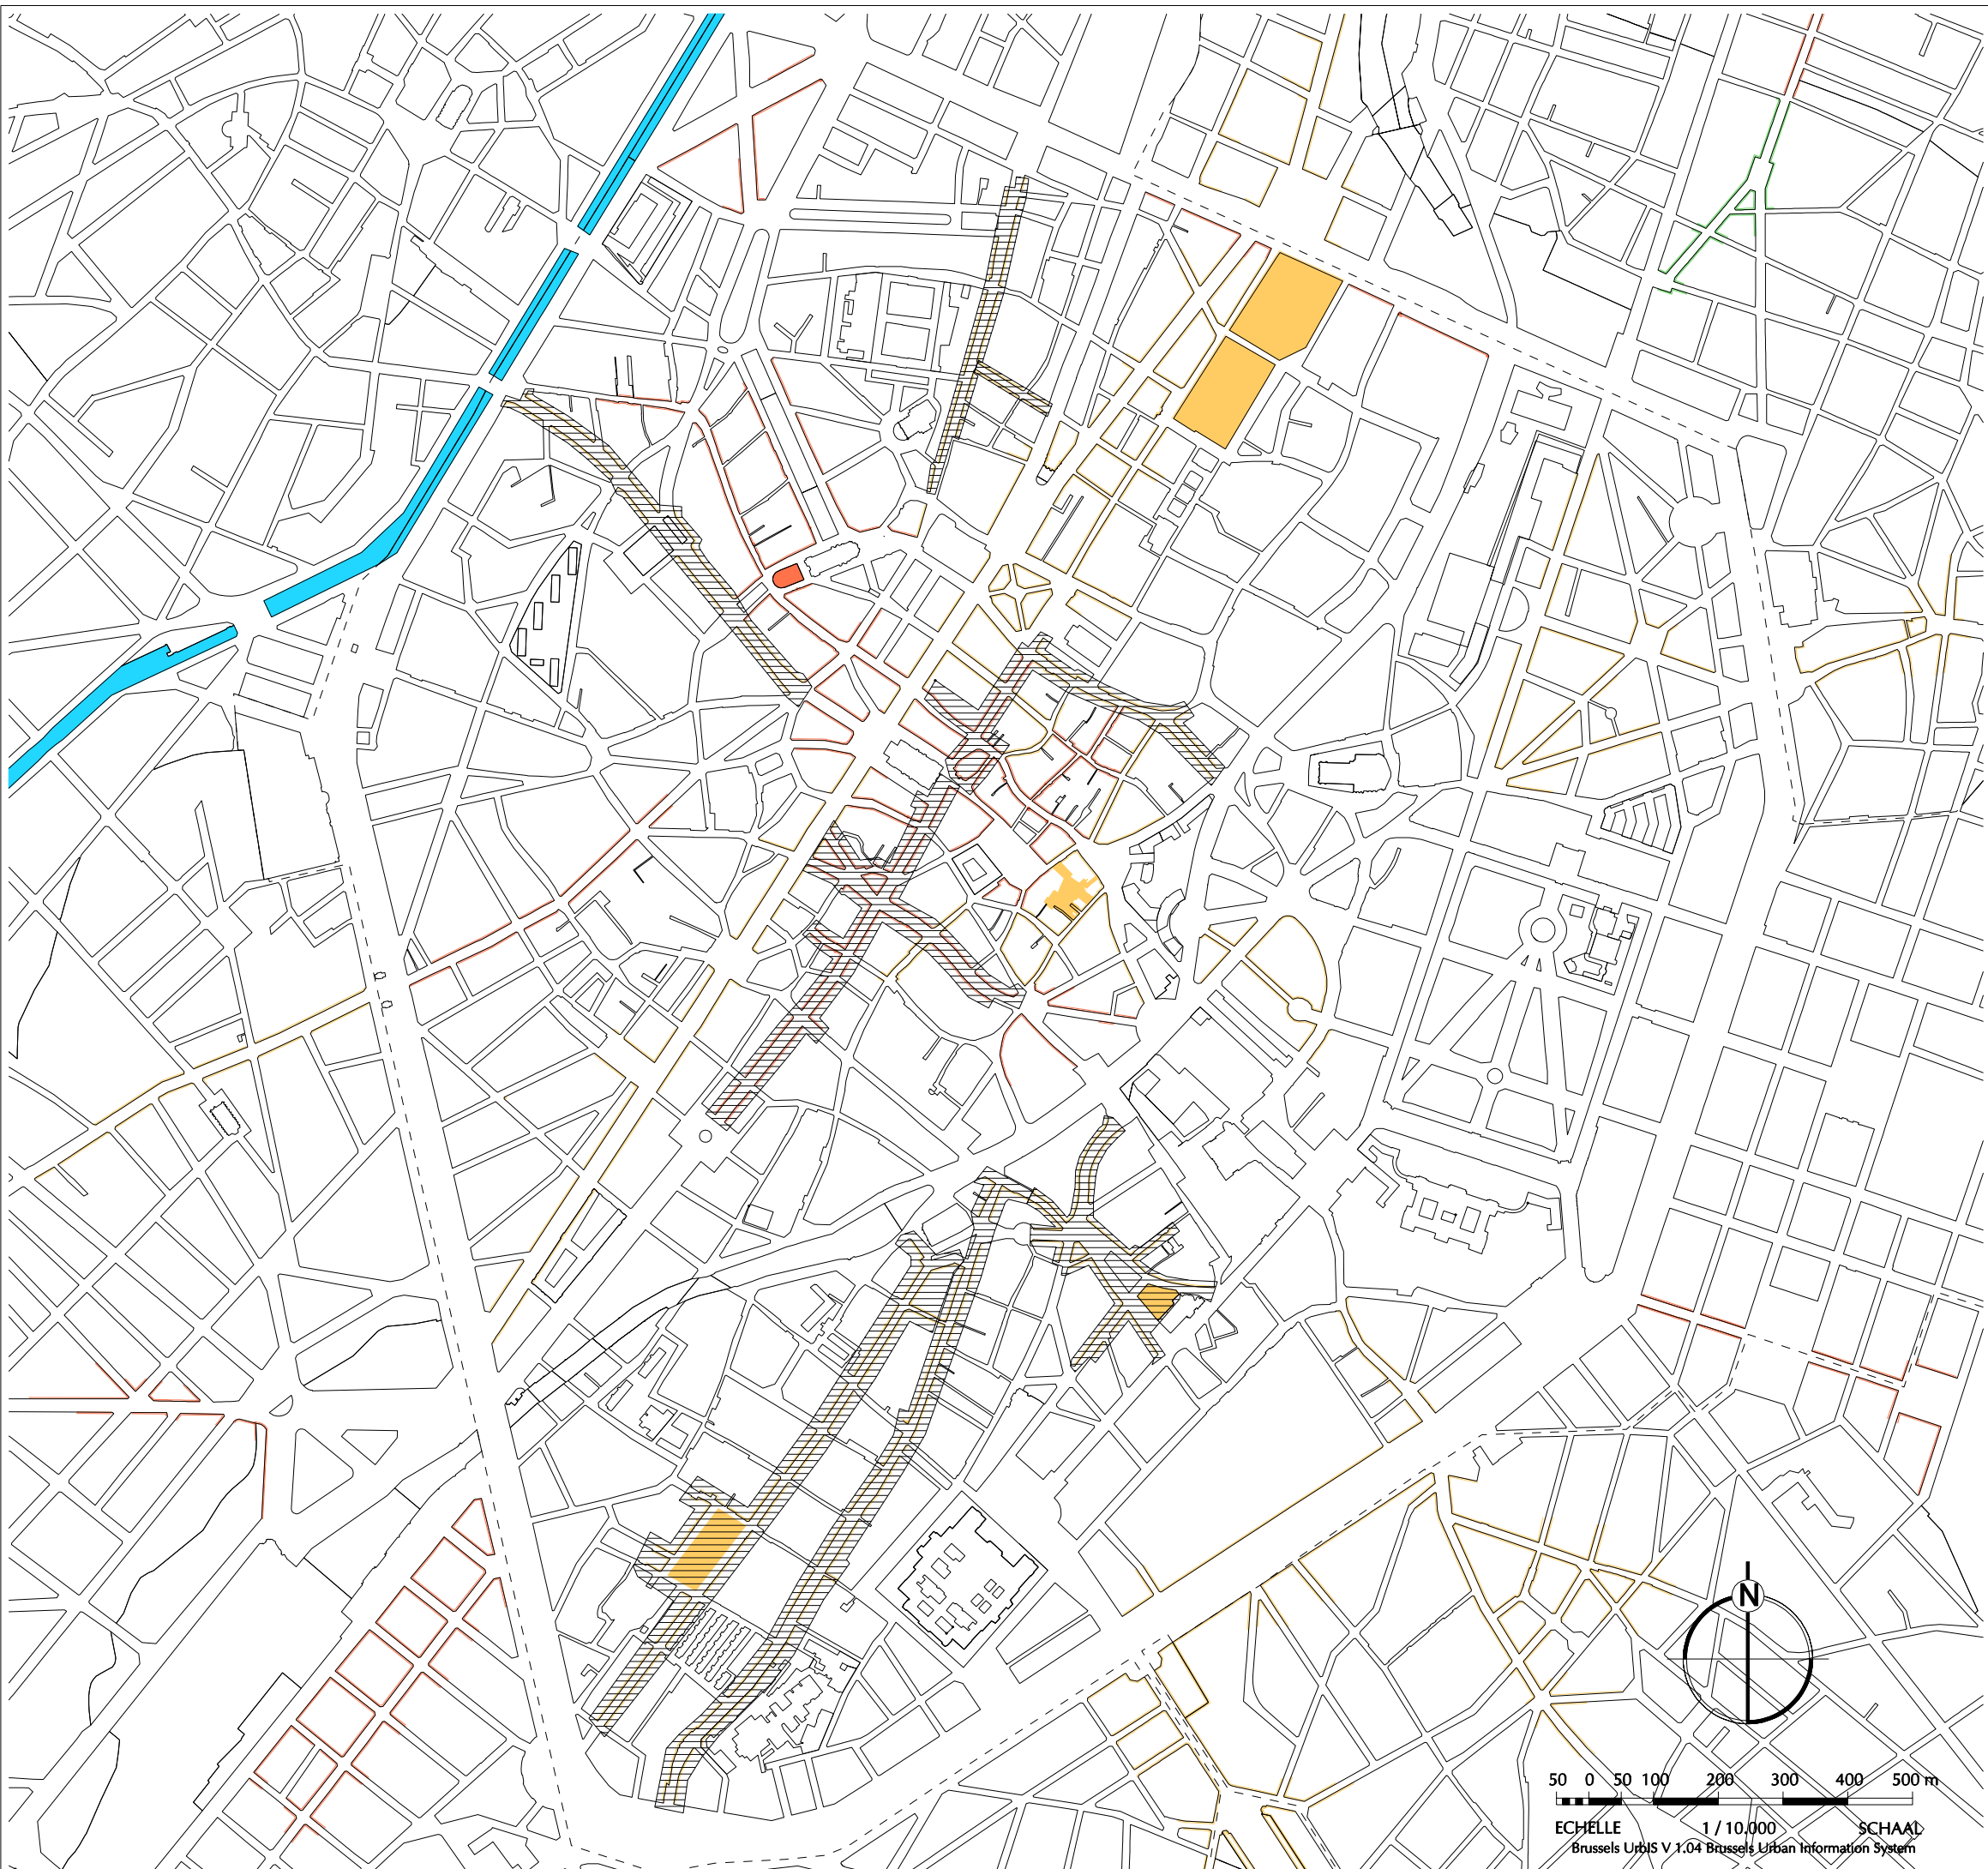 N
50 0 50 100 200 300 400 500 m
ECHELLE 1 / 10.000 SCHAAL
Brussels UrbIS V 1.04 Brussels Urban Information System